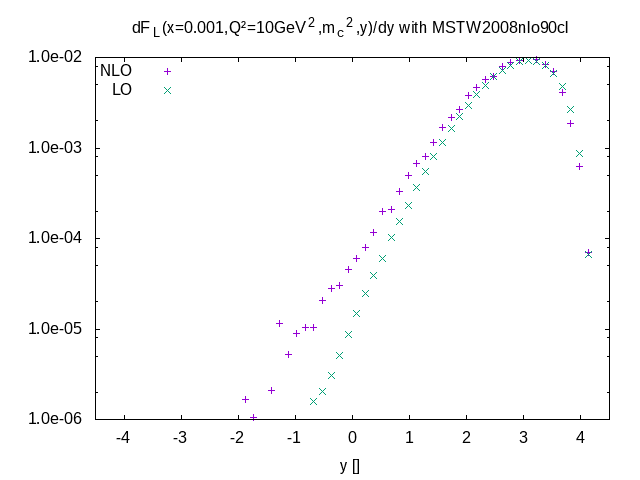 dF_L(x=0.001,Q²=10GeV²,m_c²,y)/dy with MSTW2008nlo90cl
1.0e-02
NLO
LO
1.0e-03
1.0e-04
1.0e-05
1.0e-06
-4 -3 -2 -1 0 1 2 3 4
y []